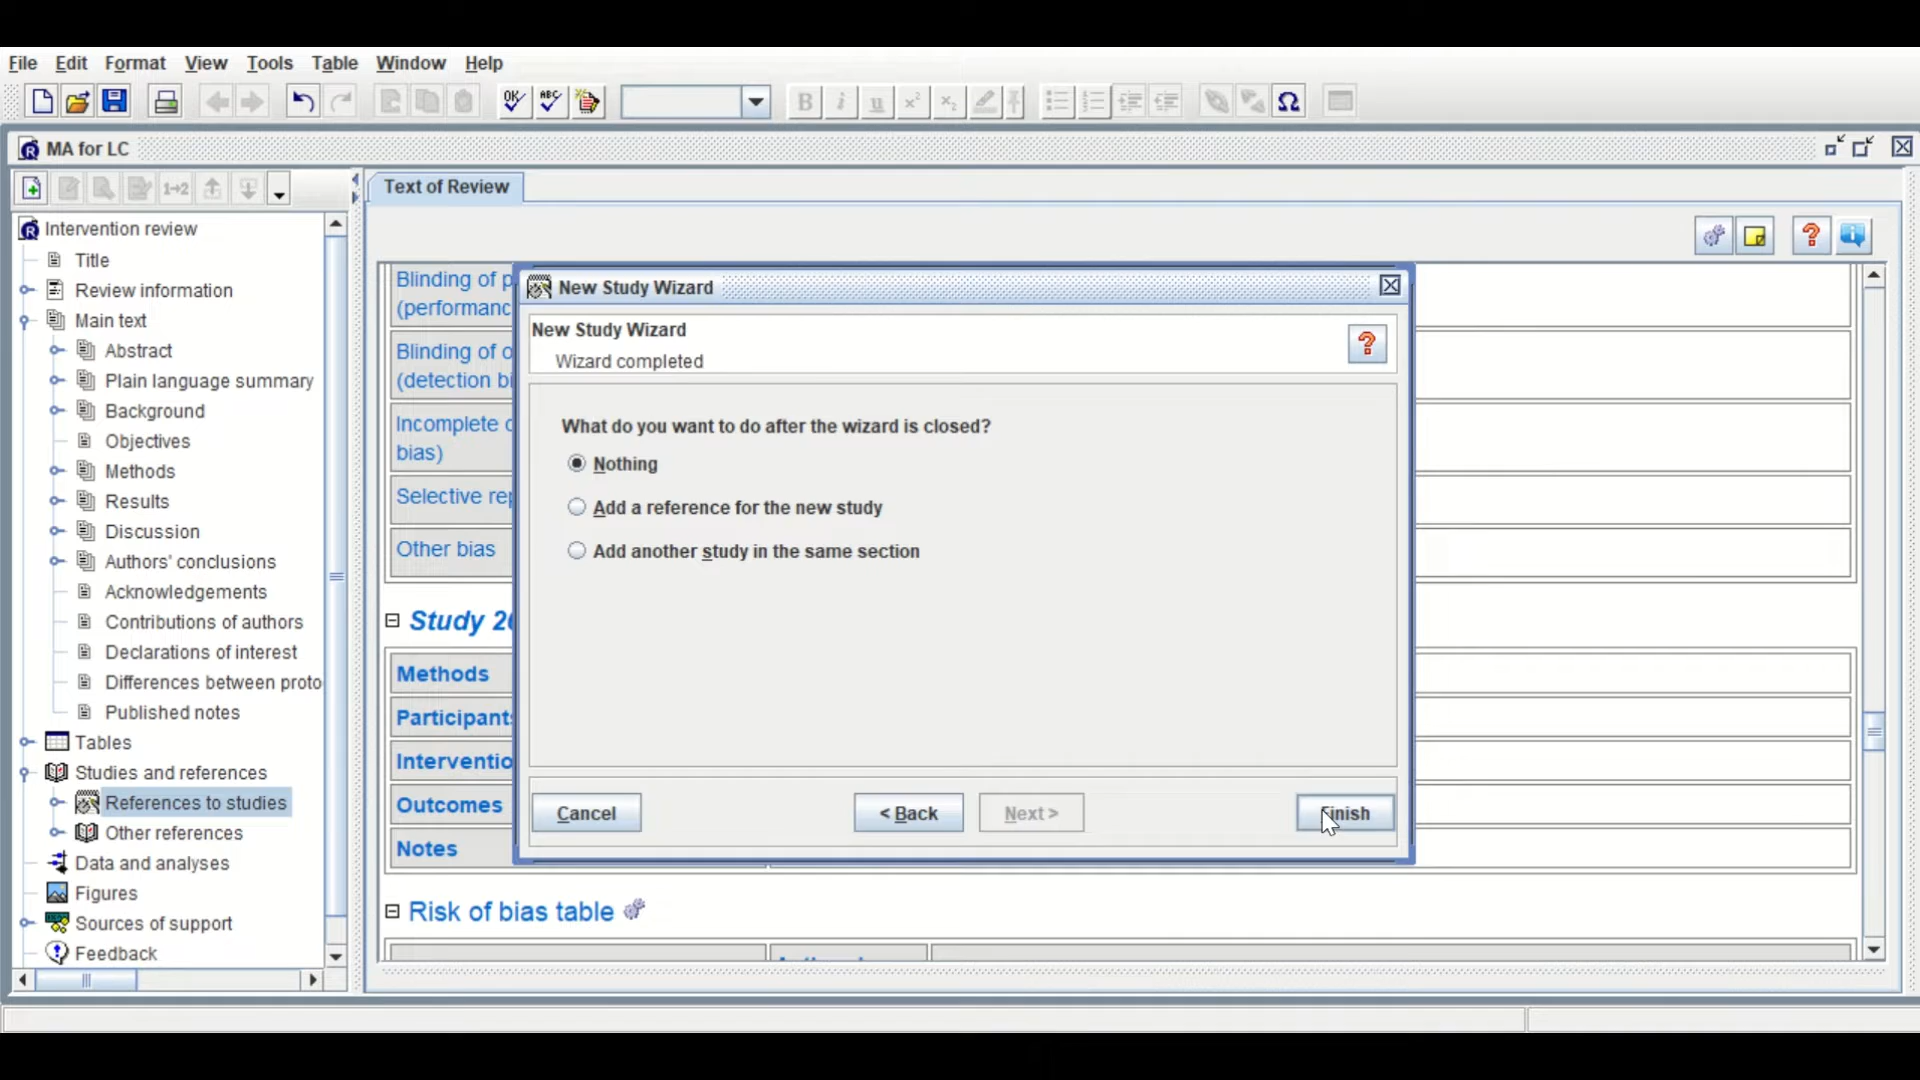 File Edit Format View Tools Table Window Help
MA for LC
Text of Review
Intervention review
Title
Review information
Main text
Abstract
Plain language summary
Background
Objectives
Methods
Results
Discussion
Authors' conclusions
Acknowledgements
Contributions of authors
Declarations of interest
Differences between proto
Published notes
Tables
Studies and references
References to studies
Other references
Data and analyses
Figures
Sources of support
Feedback
Blinding of p
(performanc
Blinding of o
(detection bi
Incomplete o
bias)
Selective rep
Other bias
Study 20
Methods
Participants
Interventio
Outcomes
Notes
Risk of bias table
New Study Wizard
New Study Wizard
Wizard completed
What do you want to do after the wizard is closed?
Nothing
Add a reference for the new study
Add another study in the same section
Cancel < Back Next > Finish